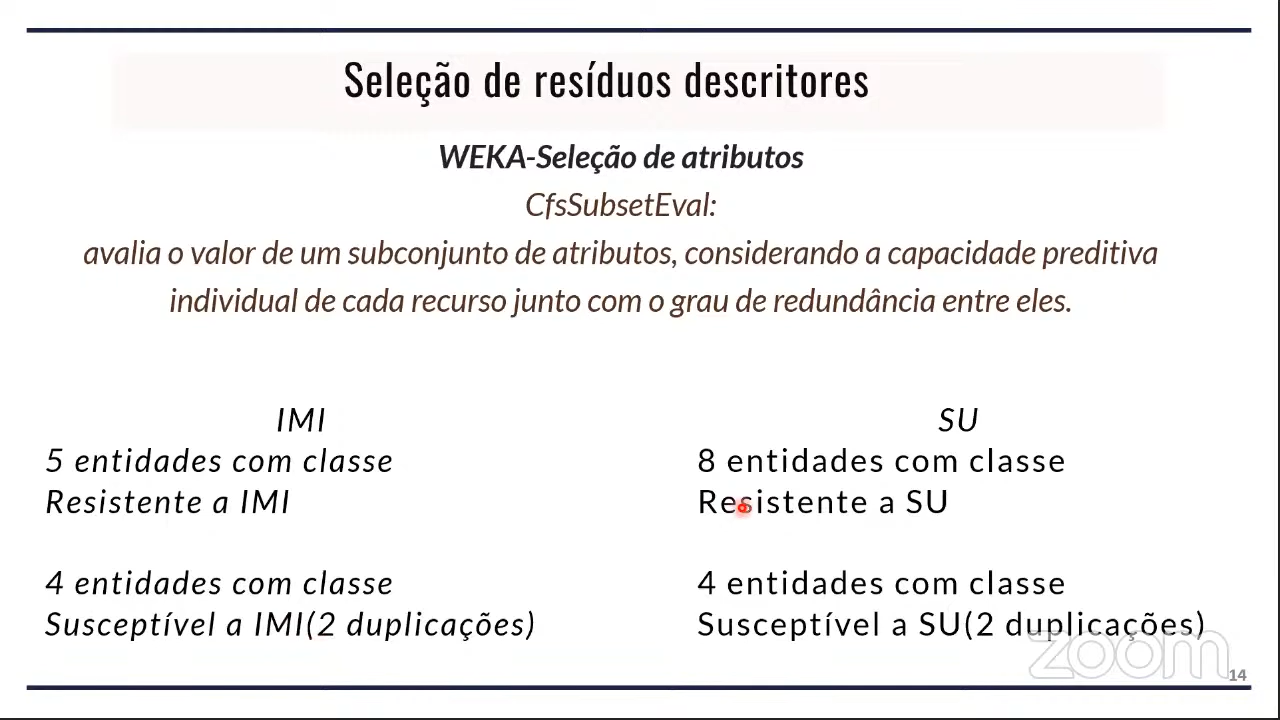 Seleção de resíduos descritores
WEKA-Seleção de atributos
CfsSubsetEval:
avalia o valor de um subconjunto de atributos, considerando a capacidade preditiva
individual de cada recurso junto com o grau de redundância entre eles.
IMI
5 entidades com classe
Resistente a IMI
4 entidades com classe
Susceptível a IMI(2 duplicações)
SU
8 entidades com classe
Resistente a SU
4 entidades com classe
Susceptível a SU(2 duplicações)
zoom
14